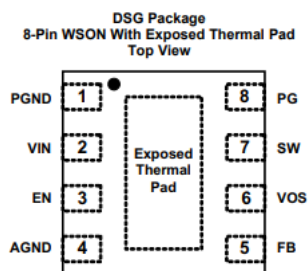 DSG Package
8-Pin WSON With Exposed Thermal Pad
Top View
PGND 1 8 PG
VIN 2 7 SW
Exposed
Thermal
Pad
EN 3 6 VOS
AGND 4 5 FB